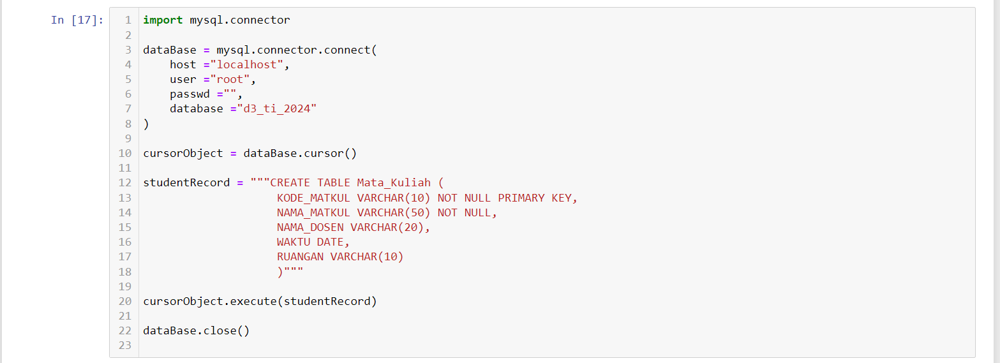 In [17]:
1 import mysql.connector
2
3 dataBase = mysql.connector.connect(
4     host ="localhost",
5     user ="root",
6     passwd ="",
7     database ="d3_ti_2024"
8 )
9
10 cursorObject = dataBase.cursor()
11
12 studentRecord = """CREATE TABLE Mata_Kuliah (
13                     KODE_MATKUL VARCHAR(10) NOT NULL PRIMARY KEY,
14                     NAMA_MATKUL VARCHAR(50) NOT NULL,
15                     NAMA_DOSEN VARCHAR(20),
16                     WAKTU DATE,
17                     RUANGAN VARCHAR(10)
18                     )"""
19
20 cursorObject.execute(studentRecord)
21
22 dataBase.close()
23